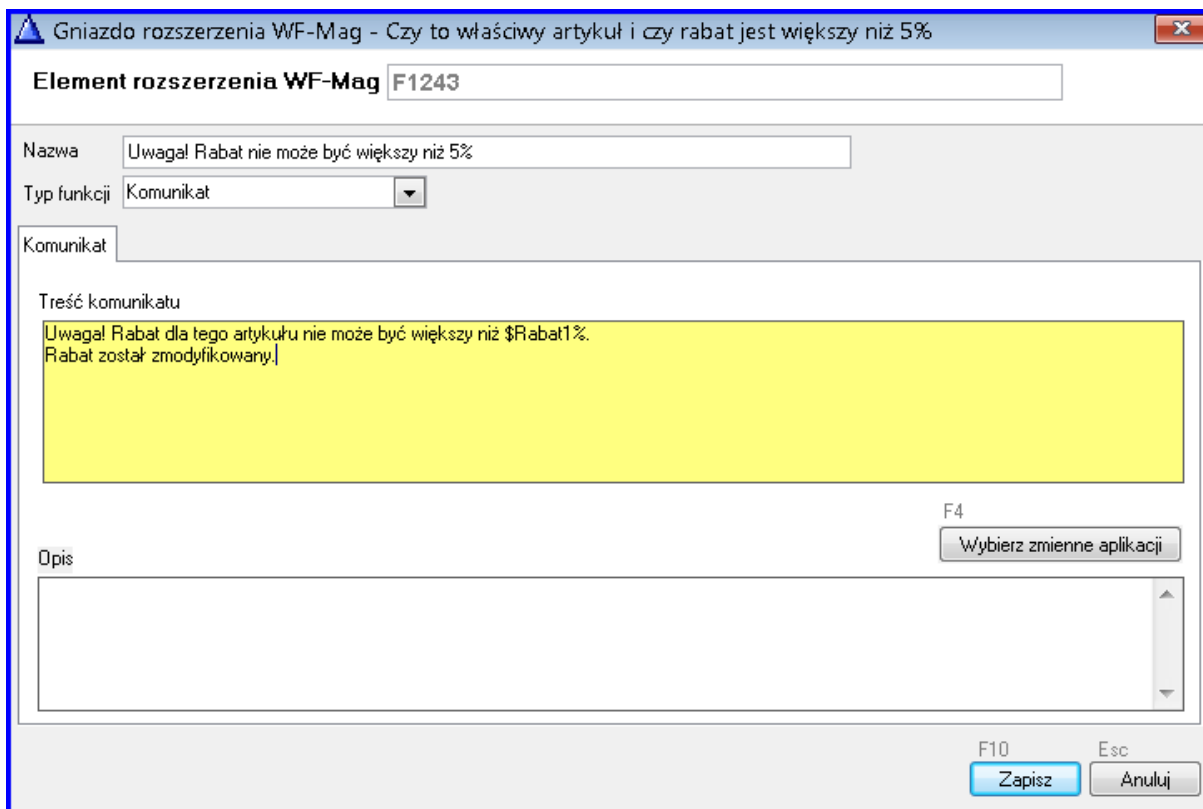 Gniazdo rozszerzenia WF-Mag - Czy to właściwy artykuł i czy rabat jest większy niż 5%
Element rozszerzenia WF-Mag F1243
Nazwa Uwaga! Rabat nie może być większy niż 5%
Typ funkcji Komunikat
Komunikat
Treść komunikatu
Uwaga! Rabat dla tego artykułu nie może być większy niż $Rabat1%.
Rabat został zmodyfikowany.
F4
Wybierz zmienne aplikacji
Opis
F10 Esc
Zapisz Anuluj